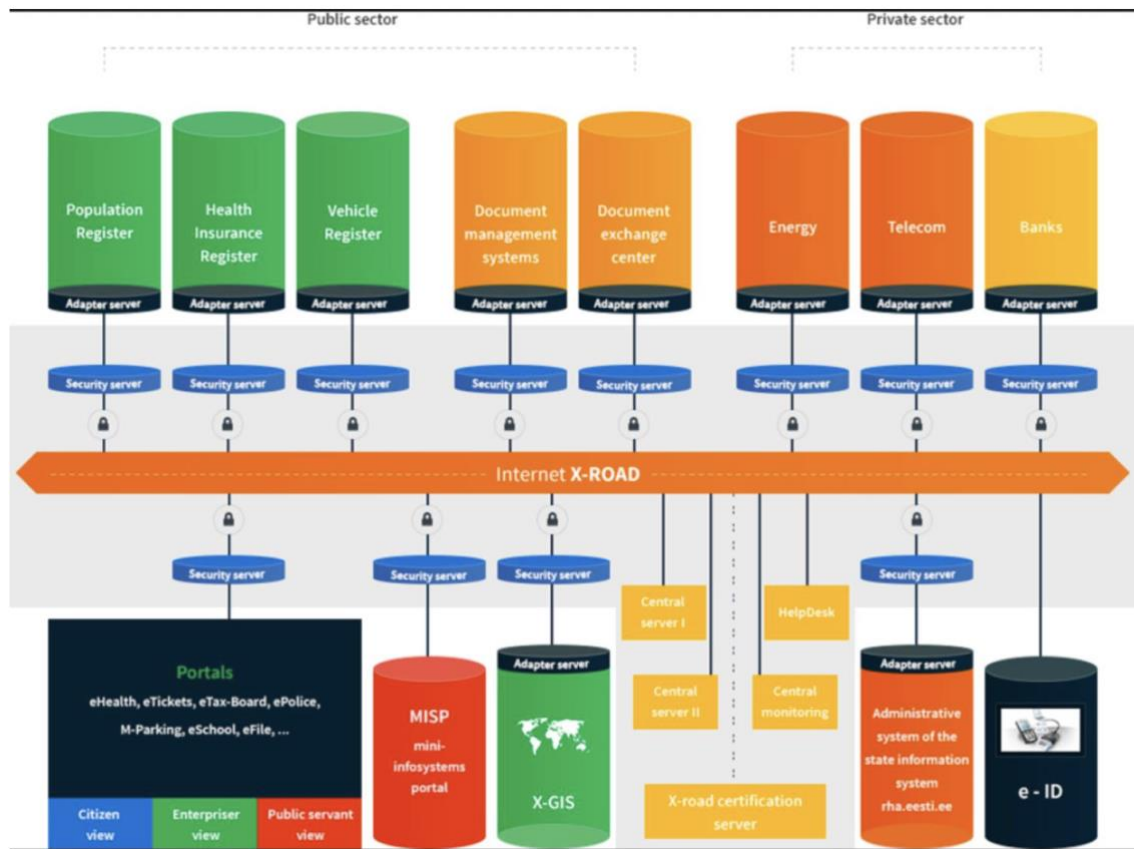 Public sector
Private sector
Population
Register
Health
Insurance
Register
Vehicle
Register
Document
management
systems
Document
exchange
center
Energy
Telecom
Banks
Adapter server
Adapter server
Adapter server
Adapter server
Adapter server
Adapter server
Adapter server
Adapter server
Security server
Security server
Security server
Security server
Security server
Security server
Security server
Security server
Internet X-ROAD
Security server
Security server
Security server
Security server
Portals
eHealth, eTickets, eTax-Board, ePolice,
M-Parking, eSchool, eFile, ...
Citizen
view
Enterpriser
view
Public servant
view
MISP
mini-
infosystems
portal
Adapter server
X-GIS
Central
server I
Central
server II
HelpDesk
Central
monitoring
X-road certification
server
Adapter server
Administrative
system of the
state information
system
rha.eesti.ee
e - ID